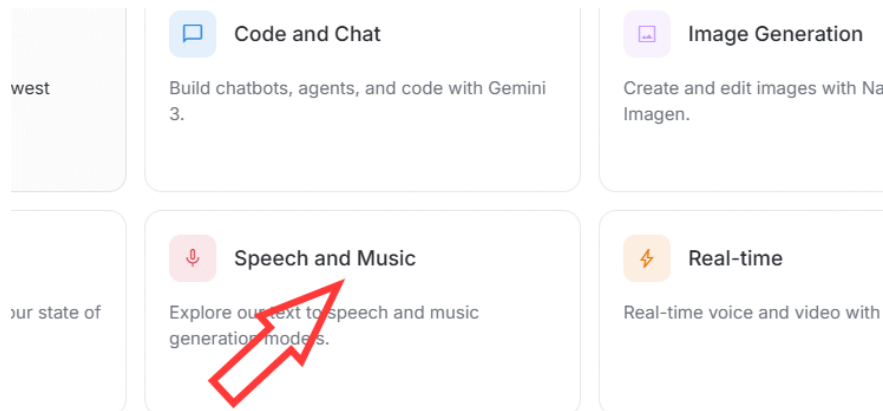 Code and Chat
Image Generation
west
Build chatbots, agents, and code with Gemini
3.
Create and edit images with Na
Imagen.
Speech and Music
Real-time
our state of
Explore our text to speech and music
generation models.
Real-time voice and video with